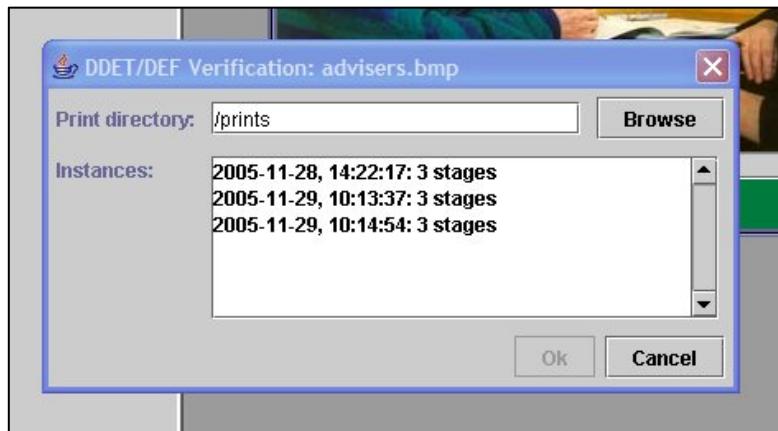 DDET/DEF Verification: advisers.bmp
Print directory: /prints Browse
Instances:
2005-11-28, 14:22:17: 3 stages
2005-11-29, 10:13:37: 3 stages
2005-11-29, 10:14:54: 3 stages
Ok Cancel